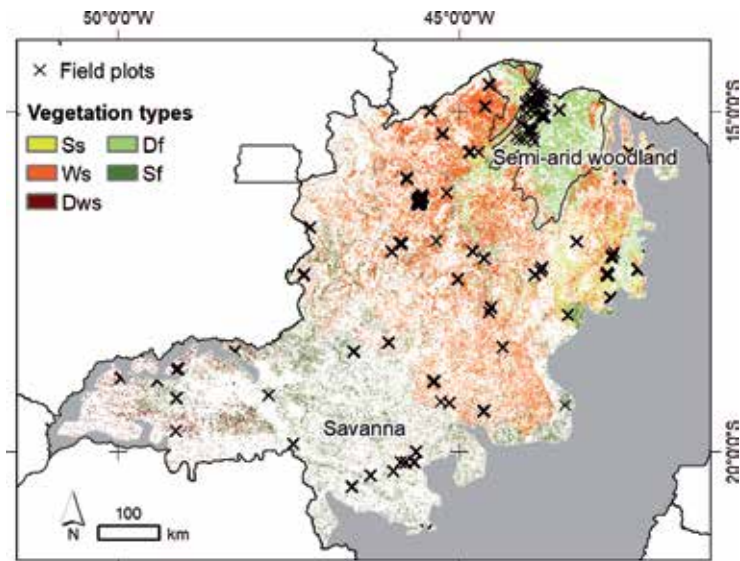 50°0'0"W
45°0'0"W
× Field plots
Vegetation types
Ss
Df
Ws
Sf
Dws
15°0'0"S
Semi-arid woodland
Savanna
20°0'0"S
N
100
km